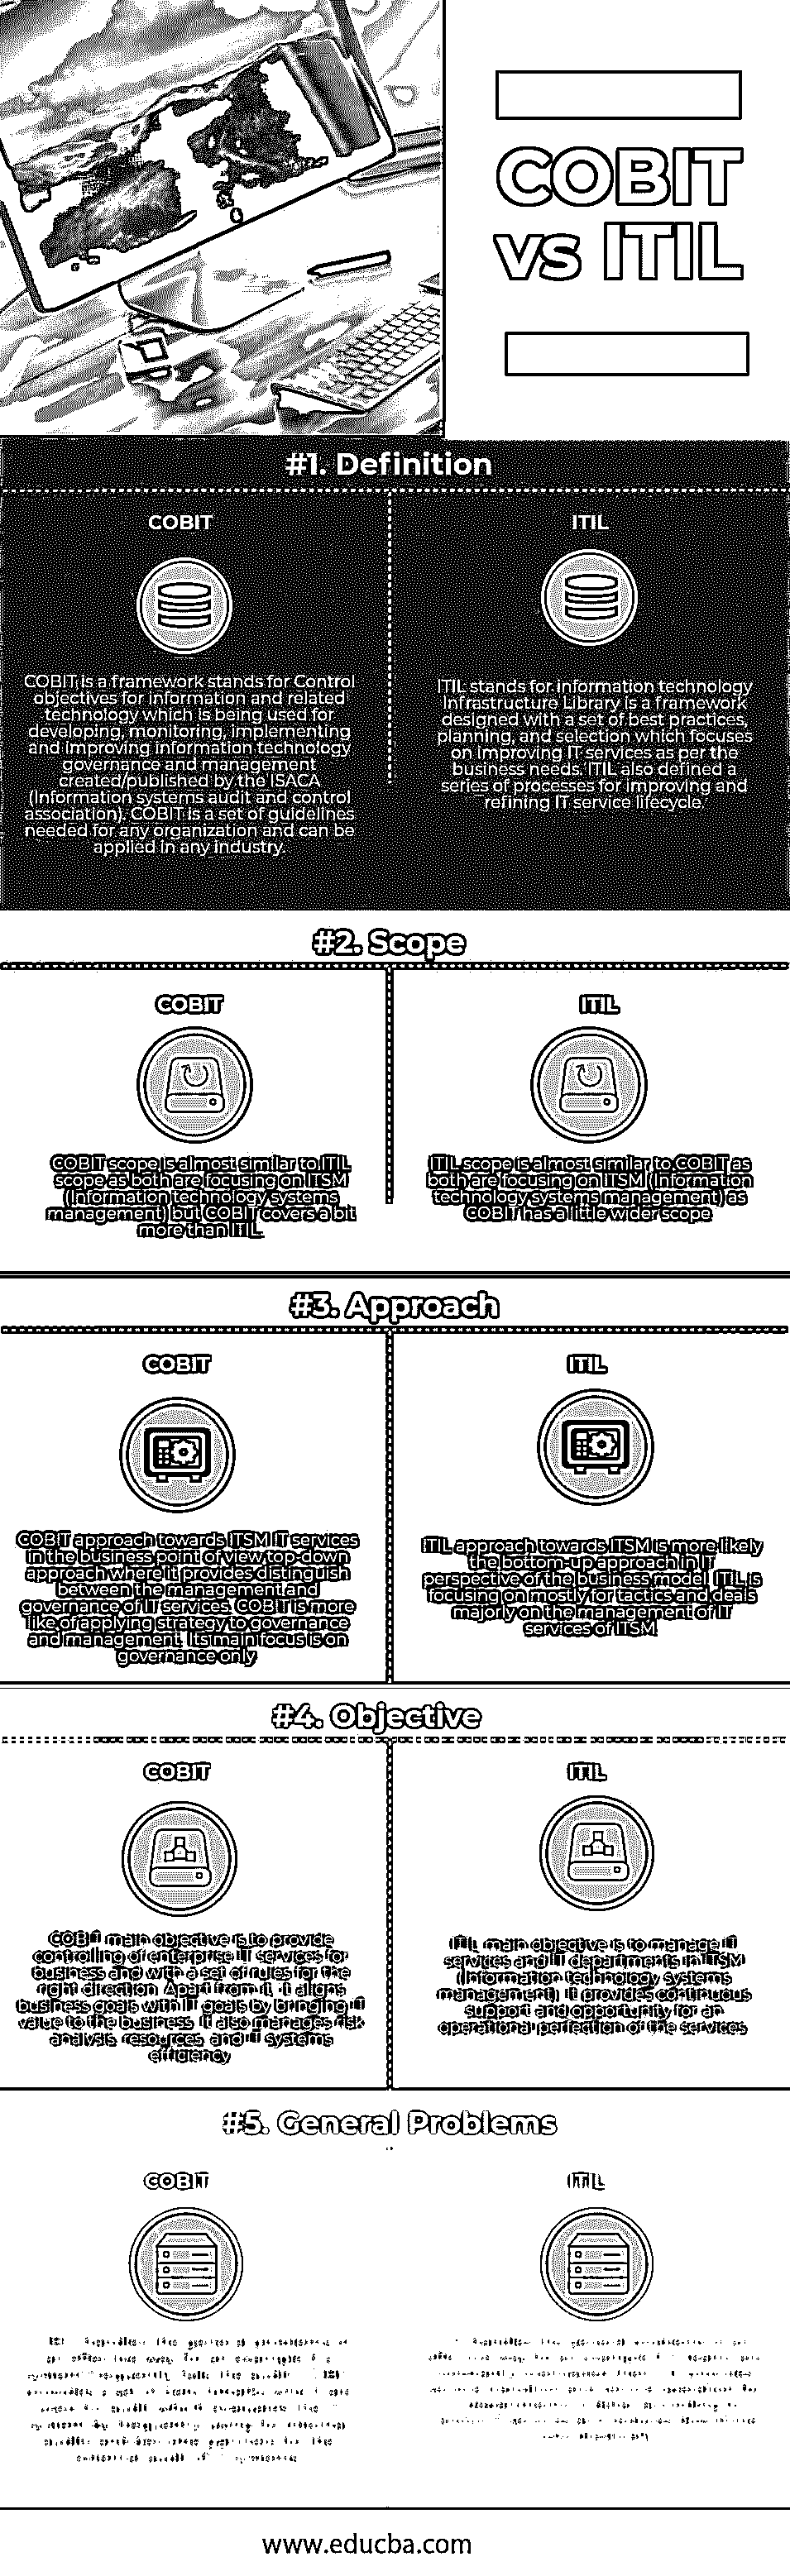 COBIT
vs ITIL
#1. Definition
COBIT
COBIT is a framework stands for Control
objectives for information and related
technology which is being used for
developing, monitoring, implementing
and improving information technology
governance and management
created/published by the ISACA
(Information systems audit and control
association). COBIT is a set of guidelines
needed for any organization and can be
applied in any industry.
ITIL
ITIL stands for information technology
Infrastructure Library is a framework
designed with a set of best practices,
planning, and selection which focuses
on improving IT services as per the
business needs. ITIL also defined a
series of processes for improving and
refining IT service lifecycle.
#2. Scope
COBIT
COBIT scope is almost similar to ITIL
scope as both are focusing on ITSM
(Information technology systems
management) but COBIT covers a bit
more than ITIL.
ITIL
ITIL scope is almost similar to COBIT as
both are focusing on ITSM (Information
technology systems management) as
COBIT has a little wider scope.
#3. Approach
COBIT
COBIT approach towards ITSM IT services
in the business point of view top-down
approach where it provides distinguish
between the management and
governance of IT services. COBIT is more
like of applying strategy to governance
and management. Its main focus is on
governance only.
ITIL
ITIL approach towards ITSM is more likely
the bottom-up approach in IT
perspective of the business model. ITIL is
focusing on mostly for tactics and deals
majorly on the management of IT
services of ITSM.
#4. Objective
COBIT
COBIT main objective is to provide
controlling of enterprise IT services for
business and with a set of rules for the
right direction. Apart from it, it aligns
business goals with IT goals by bringing IT
value to the business. It also manages risk
analysis, resources, and IT systems
efficiency.
ITIL
ITIL main objective is to manage IT
services and IT departments in ITSM
(Information technology systems
management). It provides continuous
support and opportunity for an
operational perfection of the services.
#5. General Problems
COBIT
ITIL
www.educba.com